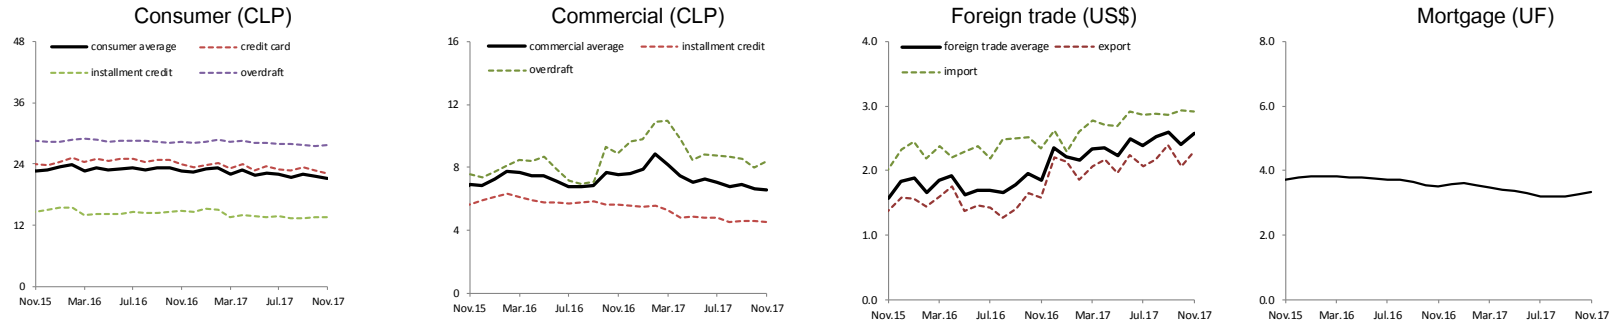 Consumer (CLP)
48
36
24
12
0
consumer average
credit card
installment credit
overdraft
Nov.15 Mar.16 Jul.16 Nov.16 Mar.17 Jul.17 Nov.17
Commercial (CLP)
16
12
8
4
0
commercial average
installment credit
overdraft
Nov.15 Mar.16 Jul.16 Nov.16 Mar.17 Jul.17 Nov.17
Foreign trade (US$)
4.0
3.0
2.0
1.0
0.0
foreign trade average
export
import
Nov.15 Mar.16 Jul.16 Nov.16 Mar.17 Jul.17 Nov.17
Mortgage (UF)
8.0
6.0
4.0
2.0
0.0
Nov.15 Mar.16 Jul.16 Nov.16 Mar.17 Jul.17 Nov.17